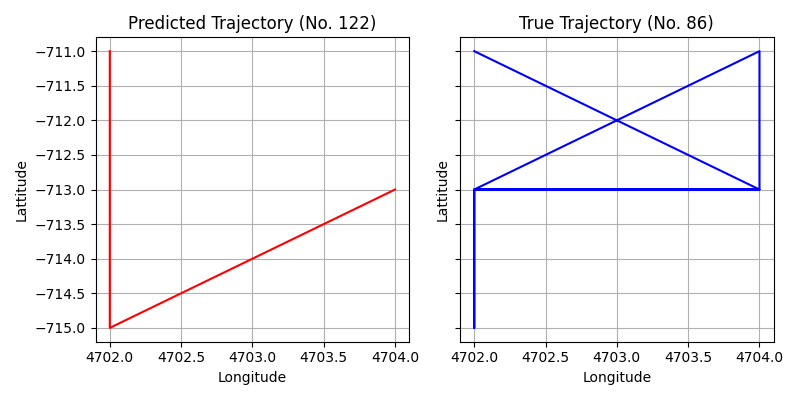 Predicted Trajectory (No. 122)
True Trajectory (No. 86)
−711.0
−711.5
−712.0
−712.5
−713.0
−713.5
−714.0
−714.5
−715.0
Lattitude
Lattitude
4702.0 4702.5 4703.0 4703.5 4704.0
4702.0 4702.5 4703.0 4703.5 4704.0
Longitude
Longitude